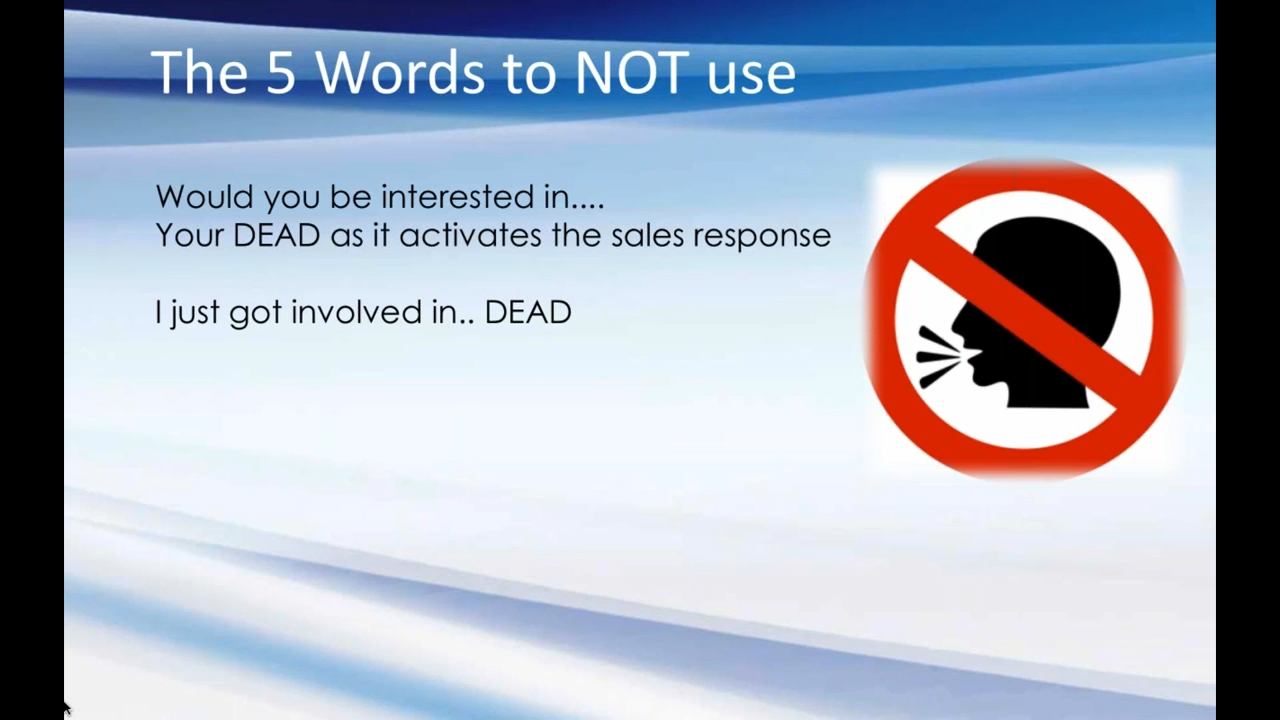 The 5 Words to NOT use
Would you be interested in....
Your DEAD as it activates the sales response
I just got involved in.. DEAD